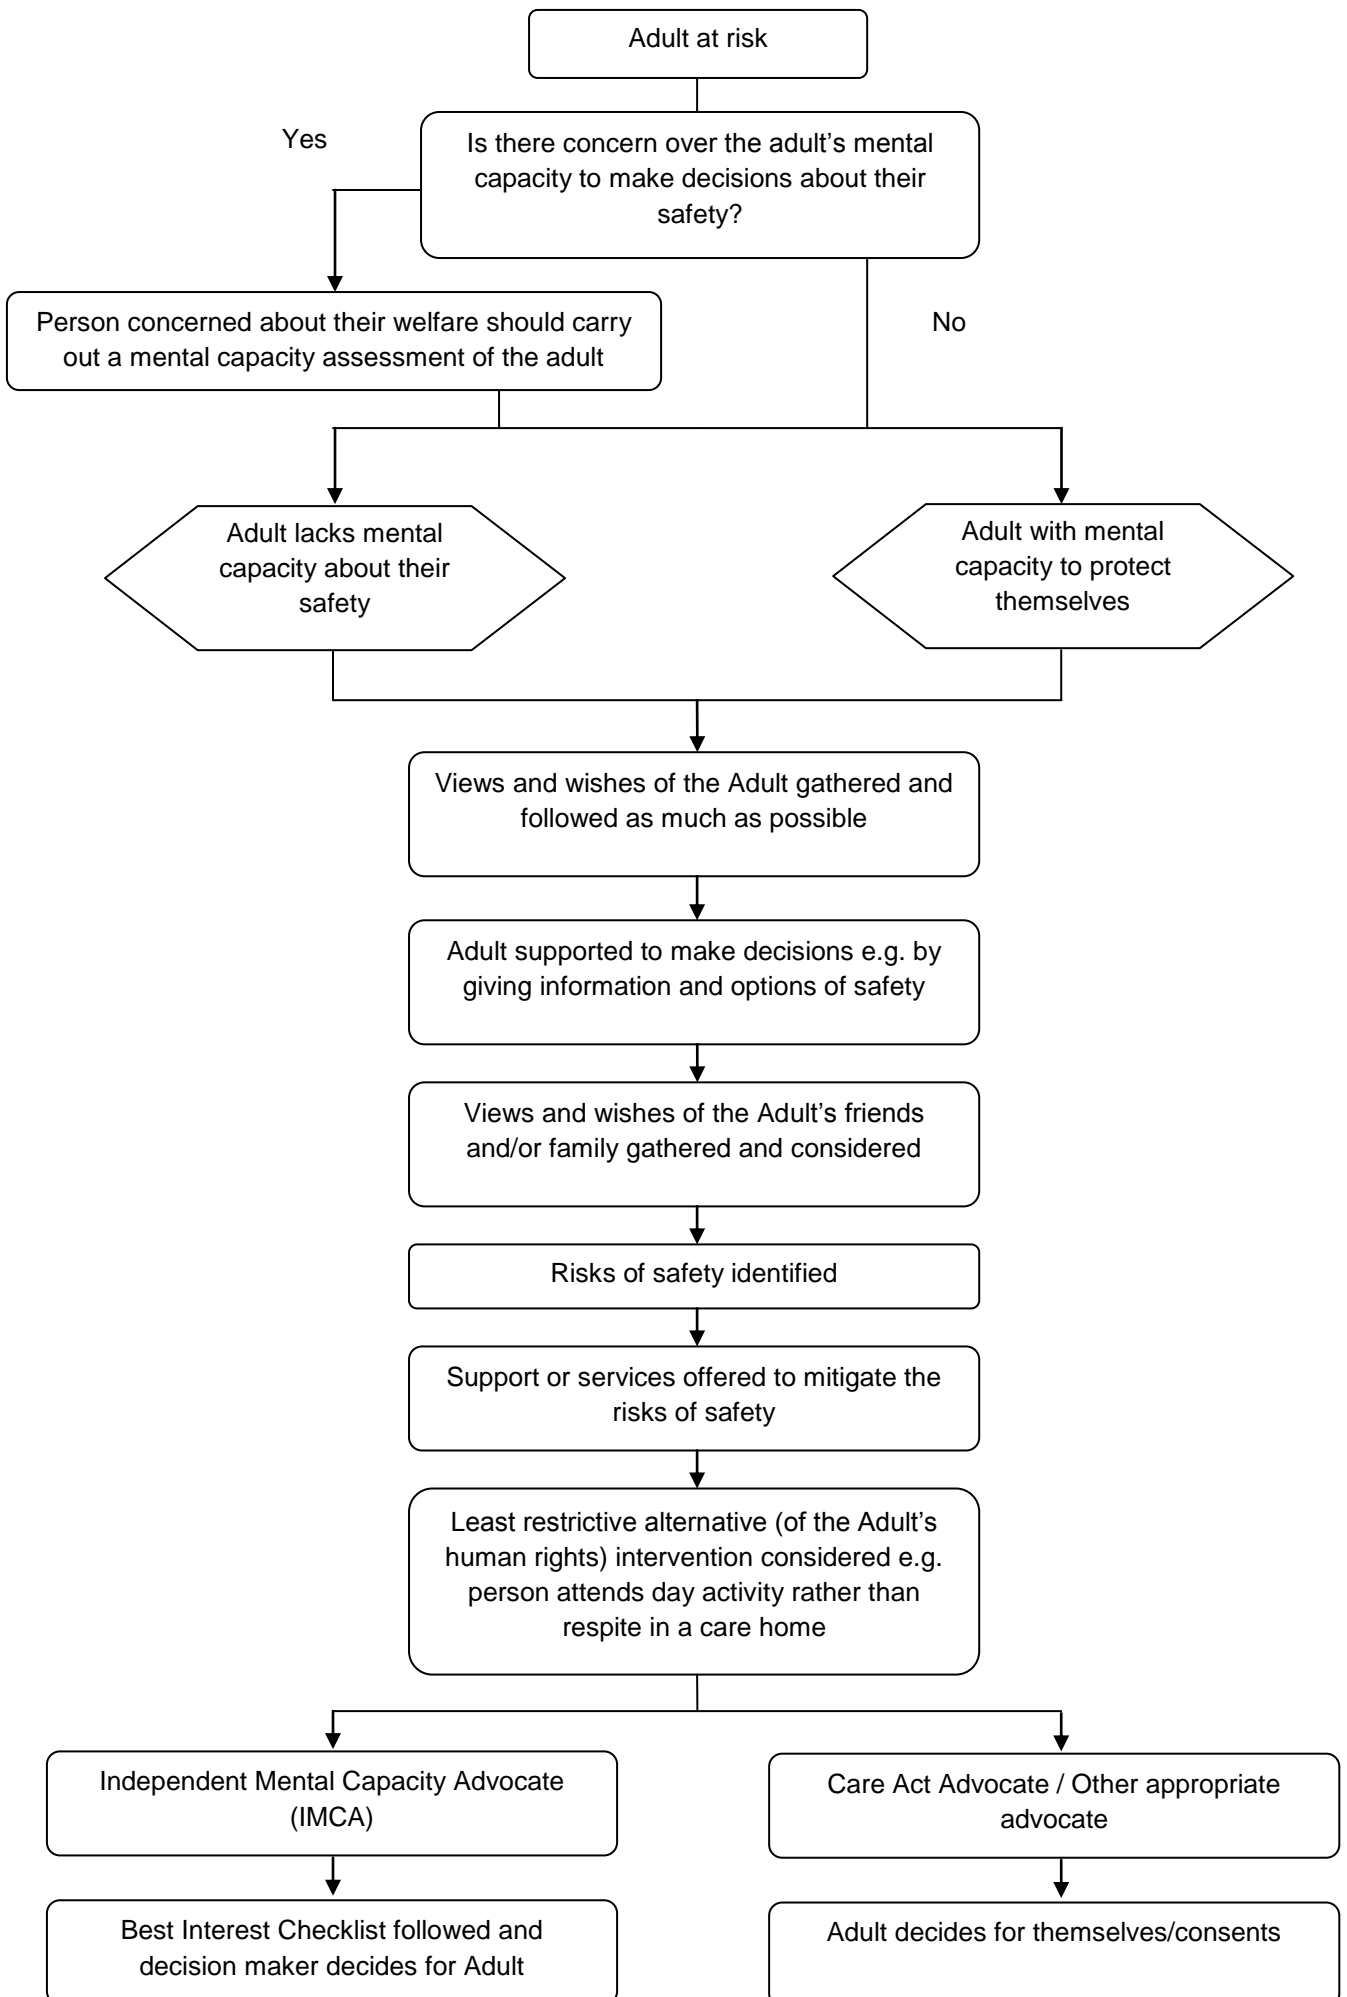 Adult at risk
Yes
Is there concern over the adult’s mental
capacity to make decisions about their
safety?
Person concerned about their welfare should carry
out a mental capacity assessment of the adult
No
Adult lacks mental
capacity about their
safety
Adult with mental
capacity to protect
themselves
Views and wishes of the Adult gathered and
followed as much as possible
Adult supported to make decisions e.g. by
giving information and options of safety
Views and wishes of the Adult’s friends
and/or family gathered and considered
Risks of safety identified
Support or services offered to mitigate the
risks of safety
Least restrictive alternative (of the Adult’s
human rights) intervention considered e.g.
person attends day activity rather than
respite in a care home
Independent Mental Capacity Advocate
(IMCA)
Care Act Advocate / Other appropriate
advocate
Best Interest Checklist followed and
decision maker decides for Adult
Adult decides for themselves/consents